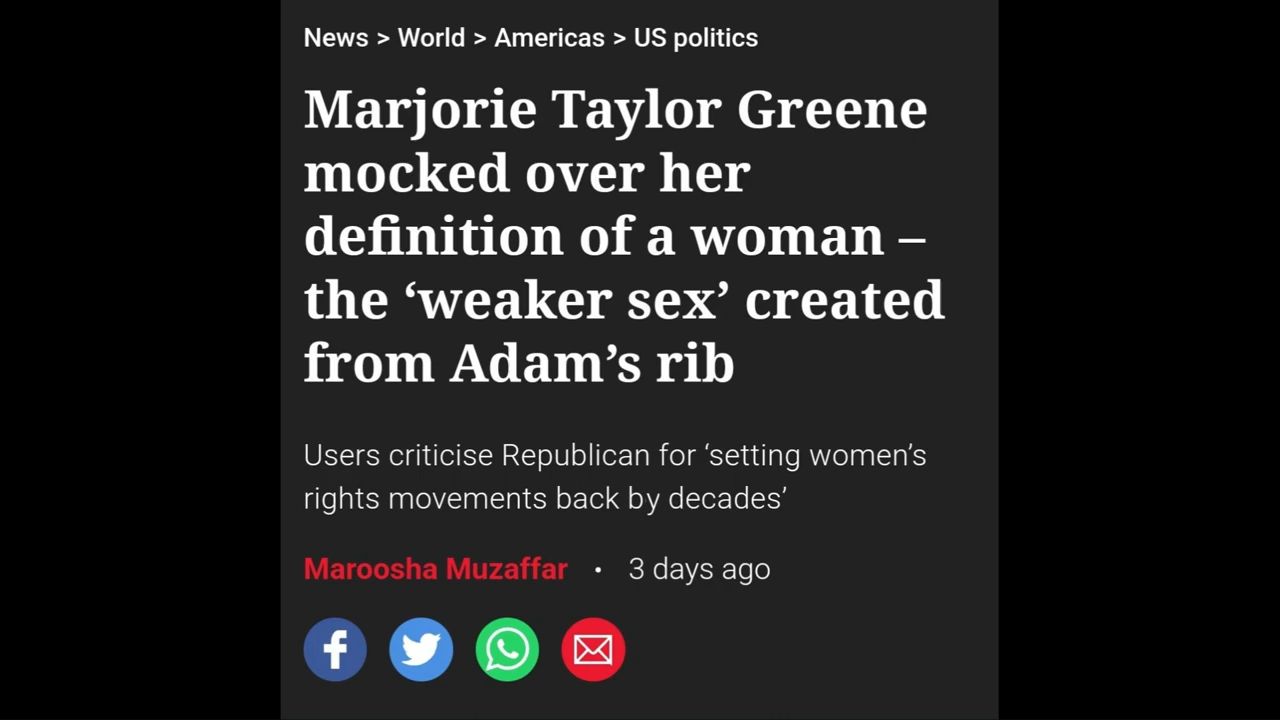 News > World > Americas > US politics
Marjorie Taylor Greene
mocked over her
definition of a woman –
the ‘weaker sex’ created
from Adam’s rib
Users criticise Republican for ‘setting women’s
rights movements back by decades’
Maroosha Muzaffar • 3 days ago